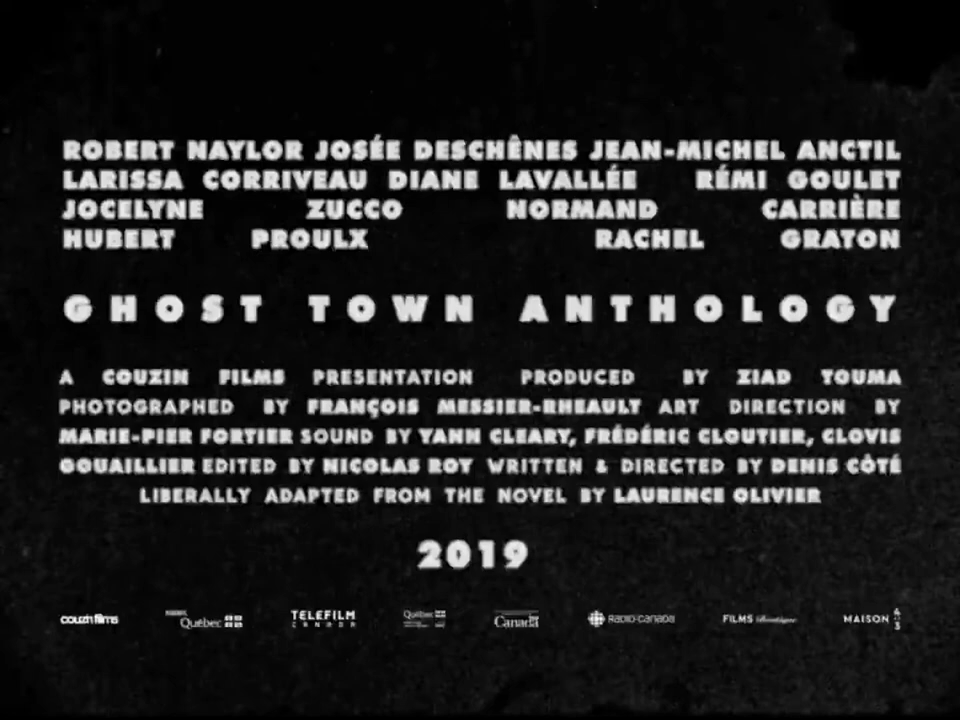 ROBERT NAYLOR JOSÉE DESCHÊNES JEAN-MICHEL ANCTIL
LARISSA CORRIVEAU DIANE LAVALLÉE RÉMI GOULET
JOCELYNE ZUCCO NORMAND CARRIÈRE
HUBERT PROULX RACHEL GRATON
GHOST TOWN ANTHOLOGY
A COUZIN FILMS PRESENTATION PRODUCED BY ZIAD TOUMA
PHOTOGRAPHED BY FRANÇOIS MESSIER-RHEAULT ART DIRECTION BY
MARIE-PIER FORTIER SOUND BY YANN CLEARY, FRÉDÉRIC CLOUTIER, CLOVIS
GOUAILLIER EDITED BY NICOLAS ROY WRITTEN & DIRECTED BY DENIS CÔTÉ
LIBERALLY ADAPTED FROM THE NOVEL BY LAURENCE OLIVIER
2019
couzin films Québec TELEFILM CANADA Québec Canada RADIO-CANADA FILMS MAISON 4:3